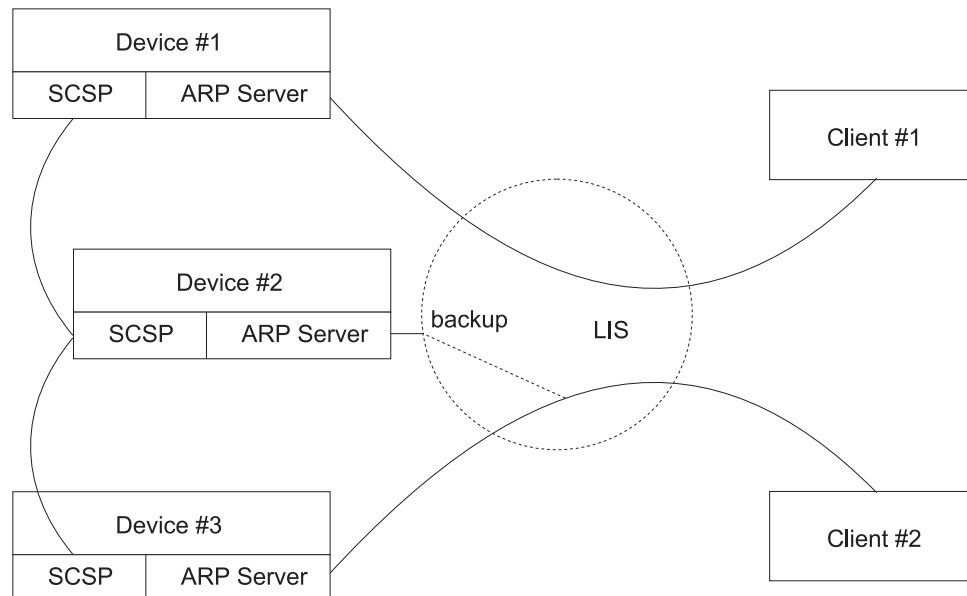 Device #1
SCSP
ARP Server
Client #1
Device #2
SCSP
ARP Server
backup
LIS
Device #3
SCSP
ARP Server
Client #2